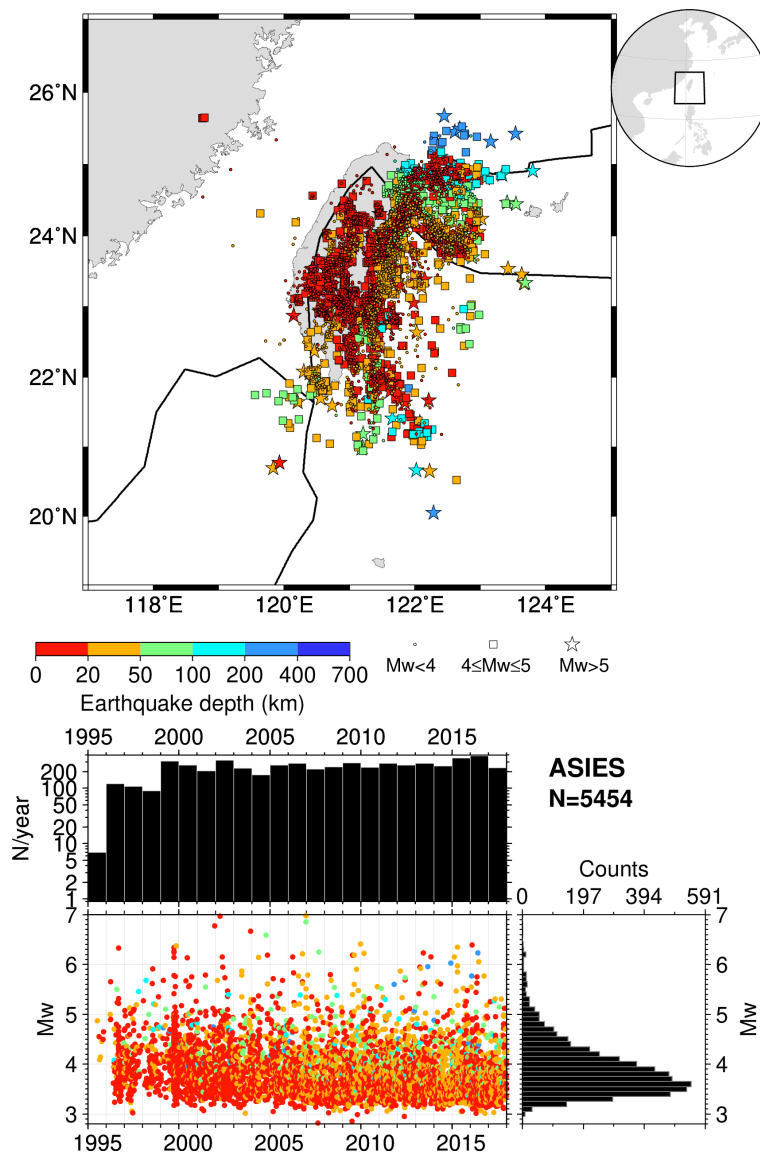 26°N
24°N
22°N
20°N
118°E 120°E 122°E 124°E
0 20 50 100 200 400 700
Earthquake depth (km)
Mw<4 4≤Mw≤5 Mw>5
1995 2000 2005 2010 2015
N/year
200
100
50
20
10
5
2
1
ASIES
N=5454
Counts
0 197 394 591
Mw
7
6
5
4
3
1995 2000 2005 2010 2015
7
6
5
4
3
Mw